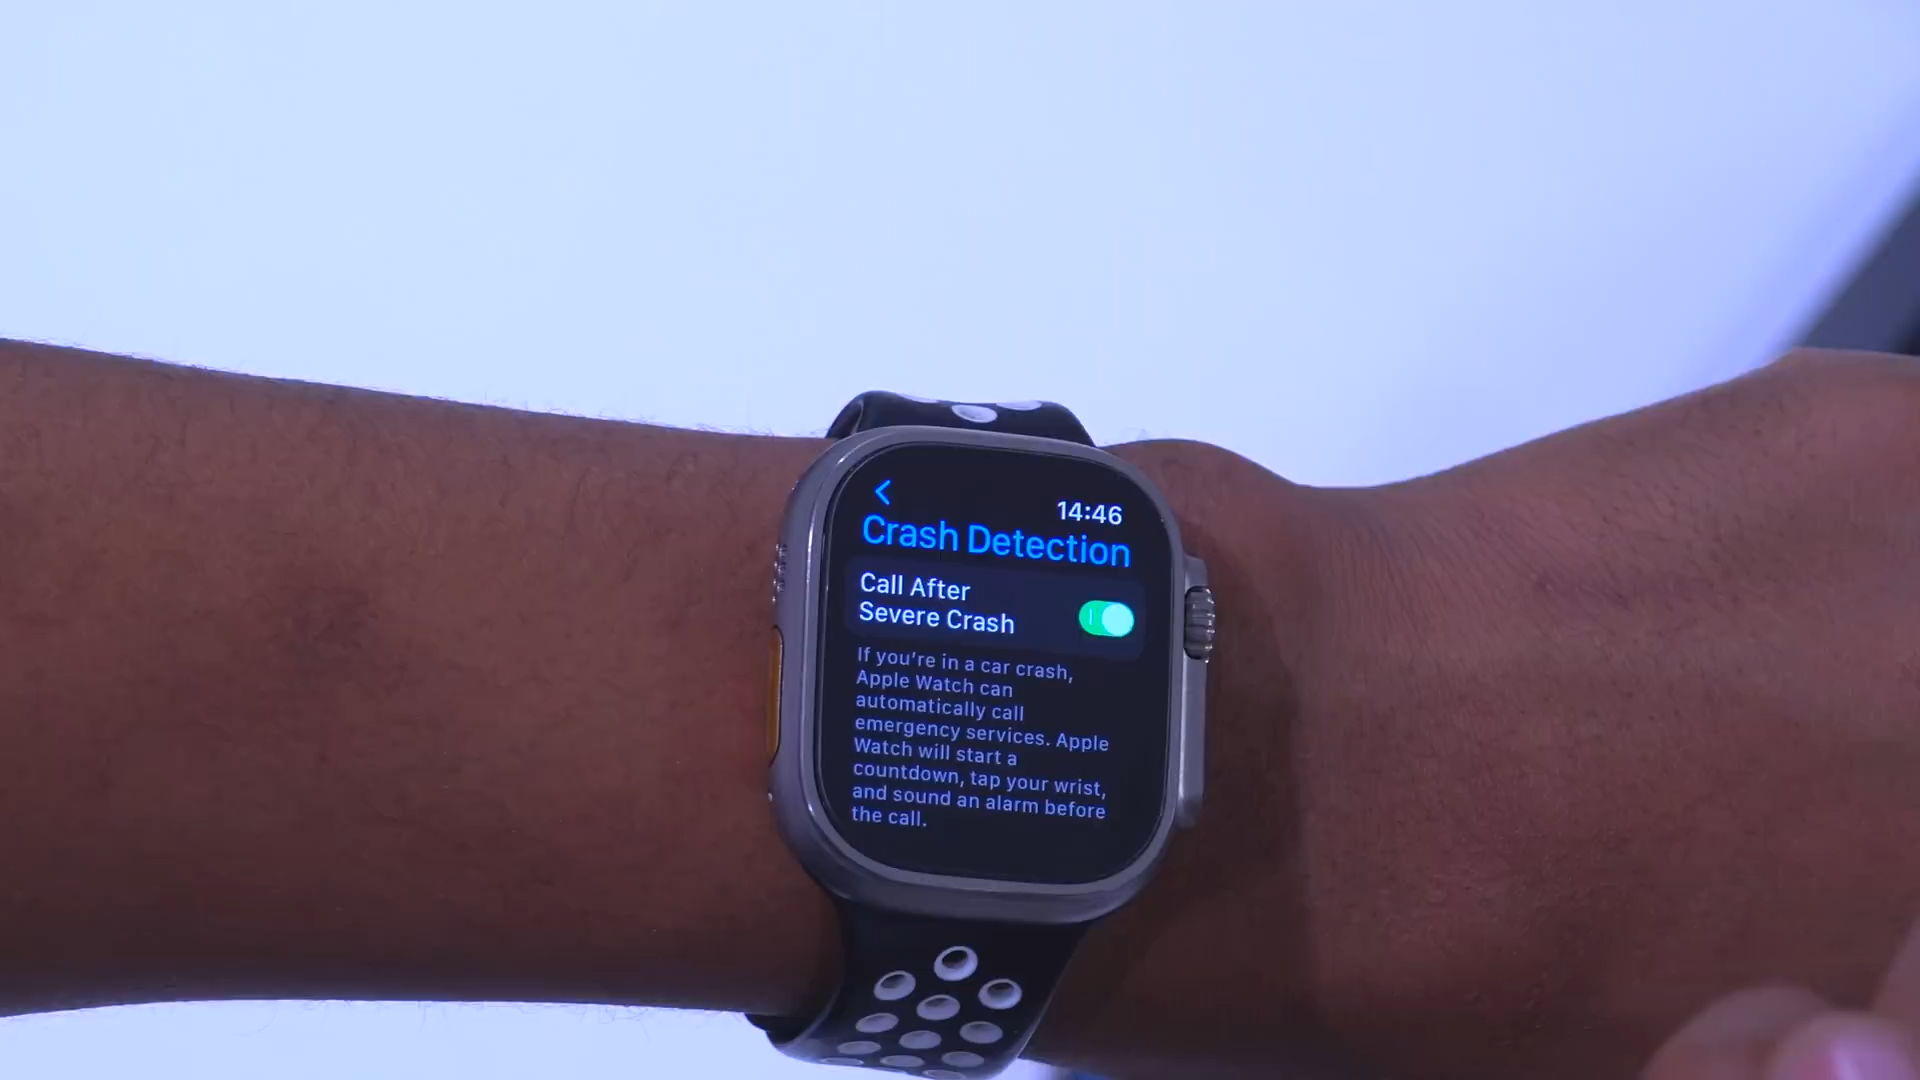 14:46
Crash Detection
Call After
Severe Crash
If you're in a car crash,
Apple Watch can
automatically call
emergency services. Apple
Watch will start a
countdown, tap your wrist,
and sound an alarm before
the call.